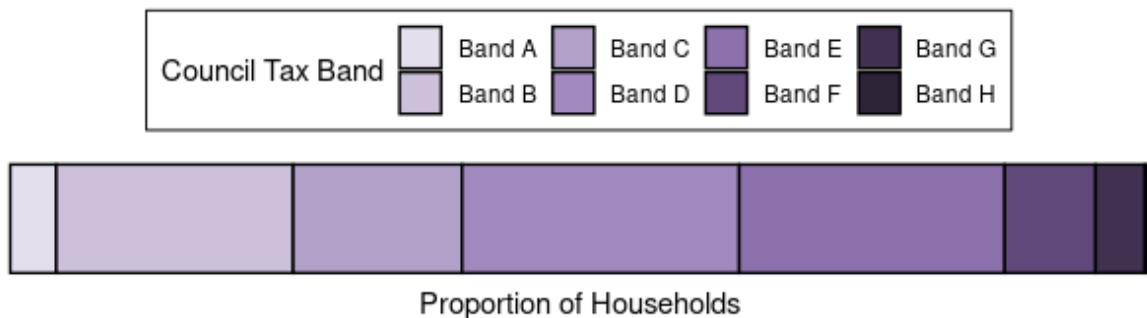 Council Tax Band
Band A Band C Band E Band G
Band B Band D Band F Band H
Proportion of Households